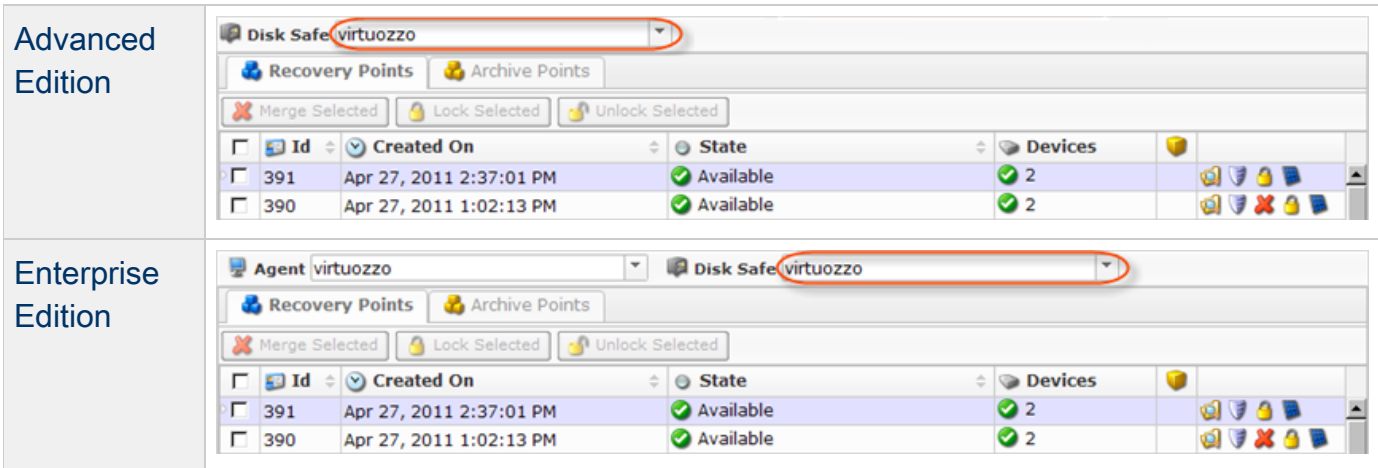 Advanced
Edition
Disk Safe virtuozzo
Recovery Points Archive Points
Merge Selected Lock Selected Unlock Selected
Id Created On State Devices
391 Apr 27, 2011 2:37:01 PM Available 2
390 Apr 27, 2011 1:02:13 PM Available 2
Enterprise
Edition
Agent virtuozzo Disk Safe virtuozzo
Recovery Points Archive Points
Merge Selected Lock Selected Unlock Selected
Id Created On State Devices
391 Apr 27, 2011 2:37:01 PM Available 2
390 Apr 27, 2011 1:02:13 PM Available 2